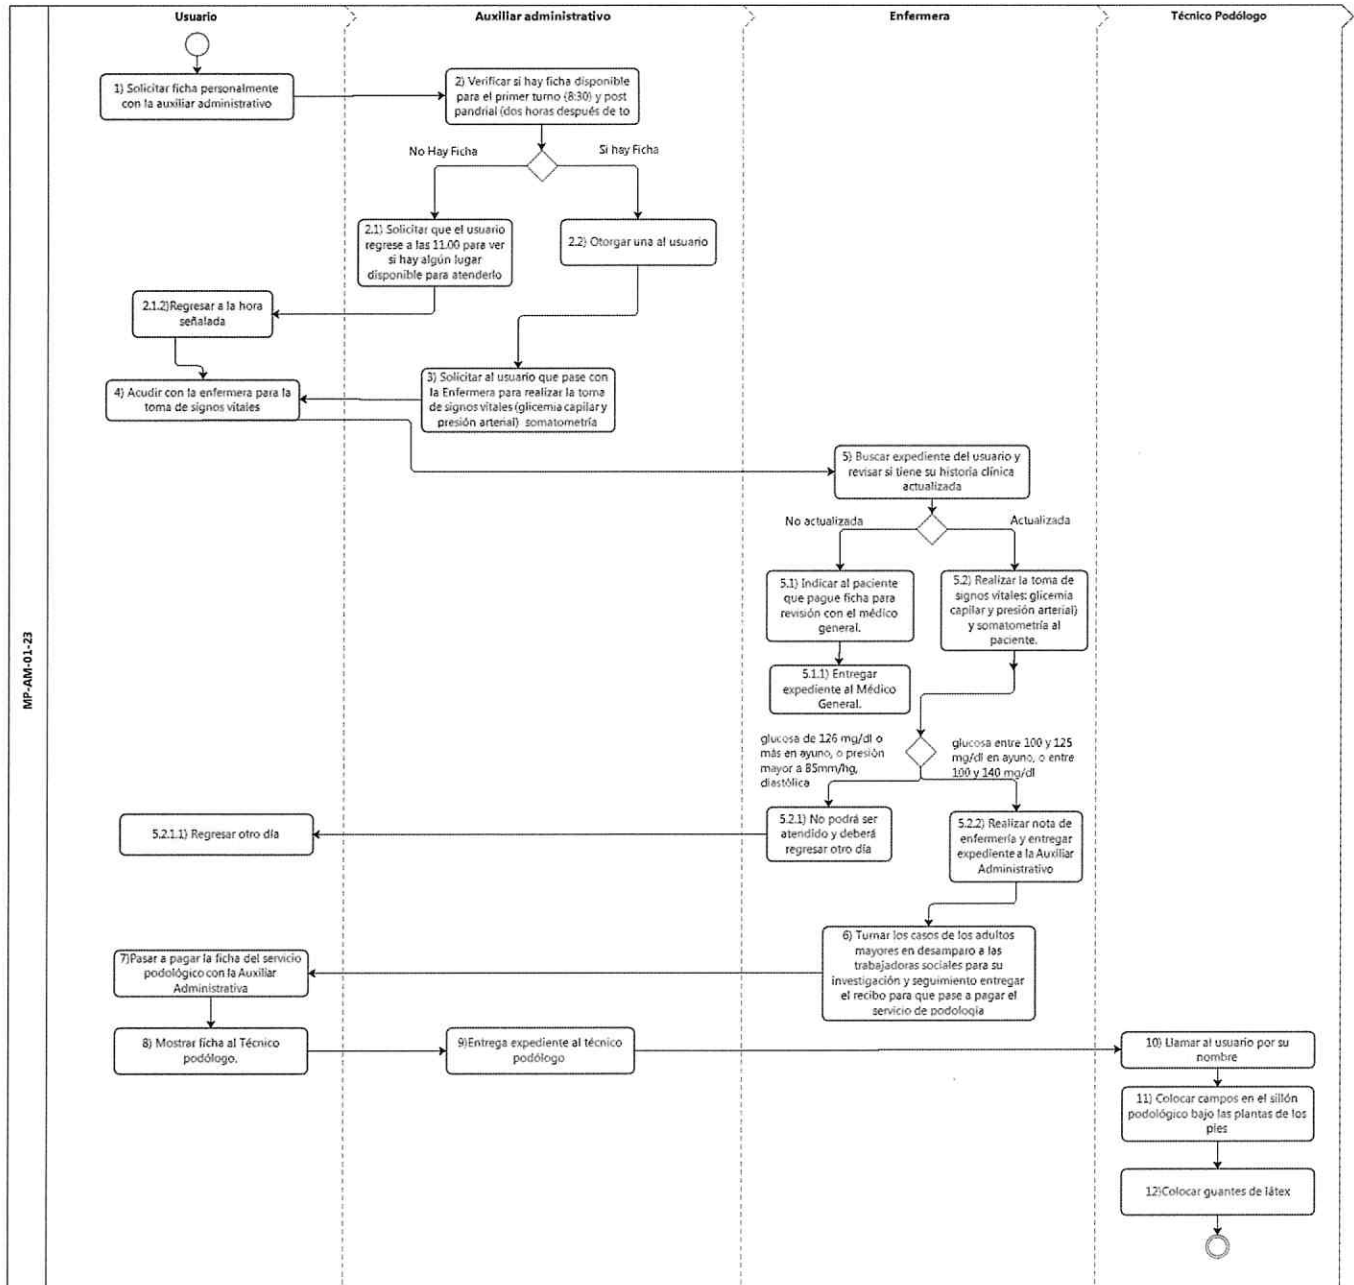 Usuario
Auxiliar administrativo
Enfermera
Técnico Podólogo
MP-AM-01-23
1) Solicitar ficha personalmente
con la auxiliar administrativo
2) Verificar si hay ficha disponible
para el primer turno (8:30) y post
pandrial (dos horas después de to
No Hay Ficha
Si hay Ficha
2.1) Solicitar que el usuario
regrese a las 11.00 para ver
si hay algún lugar
disponible para atenderlo
2.2) Otorgar una al usuario
2.1.2)Regresar a la hora
señalada
3) Solicitar al usuario que pase con
la Enfermera para realizar la toma
de signos vitales (glicemia capilar y
presión arterial) somatometría
4) Acudir con la enfermera para la
toma de signos vitales
5) Buscar expediente del usuario y
revisar si tiene su historia clínica
actualizada
No actualizada
Actualizada
5.1) Indicar al paciente
que pague ficha para
revisión con el médico
general.
5.2) Realizar la toma de
signos vitales: glicemia
capilar y presión arterial)
y somatometría al
paciente.
5.1.1) Entregar
expediente al Médico
General.
glucosa de 126 mg/dl o
más en ayuno, o presión
mayor a 85mm/hg,
diastólica
glucosa entre 100 y 125
mg/dl en ayuno, o entre
100 y 140 mg/dl
5.2.1) No podrá ser
atendido y deberá
regresar otro día
5.2.1.1) Regresar otro día
5.2.2) Realizar nota de
enfermería y entregar
expediente a la Auxiliar
Administrativo
6) Turnar los casos de los adultos
mayores en desamparo a las
trabajadoras sociales para su
investigación y seguimiento entregar
el recibo para que pase a pagar el
servicio de podología
7)Pasar a pagar la ficha del servicio
podológico con la Auxiliar
Administrativa
8) Mostrar ficha al Técnico
podólogo.
9)Entrega expediente al técnico
podólogo
10) Llamar al usuario por su
nombre
11) Colocar campos en el sillón
podológico bajo las plantas de los
pies
12)Colocar guantes de látex